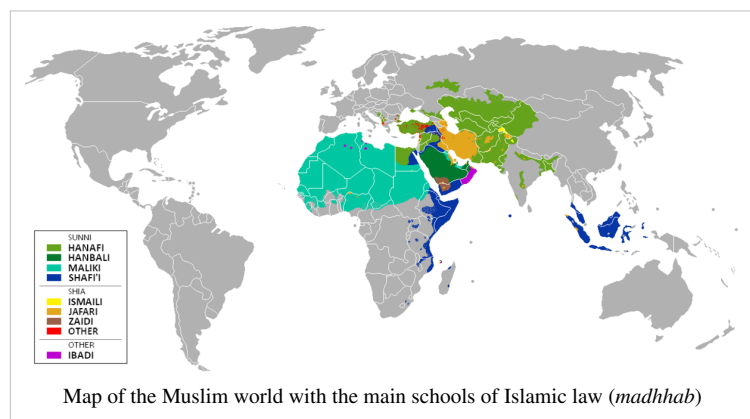 SUNNI
HANAFI
HANBALI
MALIKI
SHAFI'I
SHIA
ISMAILI
JAFARI
ZAIDI
OTHER
OTHER
IBADI
Map of the Muslim world with the main schools of Islamic law (madhhab)